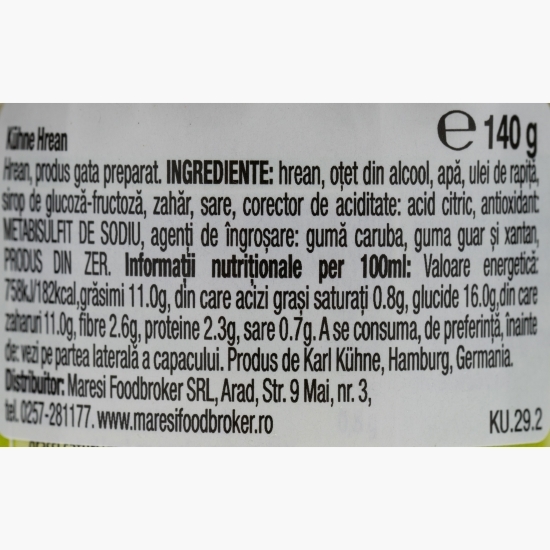 Kühne Hrean
℮ 140 g
Hrean, produs gata preparat. INGREDIENTE: hrean, oțet din alcool, apă, ulei de rapiță,
sirop de glucoză-fructoză, zahăr, sare, corector de aciditate: acid citric, antioxidant:
METABISULFIT DE SODIU, agenți de îngroșare: gumă caruba, guma guar și xantan,
PRODUS DIN ZER. Informații nutriționale per 100ml: Valoare energetică:
758kJ/182kcal,grăsimi 11.0g, din care acizi grași saturați 0.8g, glucide 16.0g,din care
zaharuri 11.0g, fibre 2.6g, proteine 2.3g, sare 0.7g. A se consuma, de preferință, înainte
de: vezi pe partea laterală a capacului. Produs de Karl Kühne, Hamburg, Germania.
Distribuitor: Maresi Foodbroker SRL, Arad, Str. 9 Mai, nr. 3,
tel. 0257-281177. www.maresifoodbroker.ro
KU.29.2